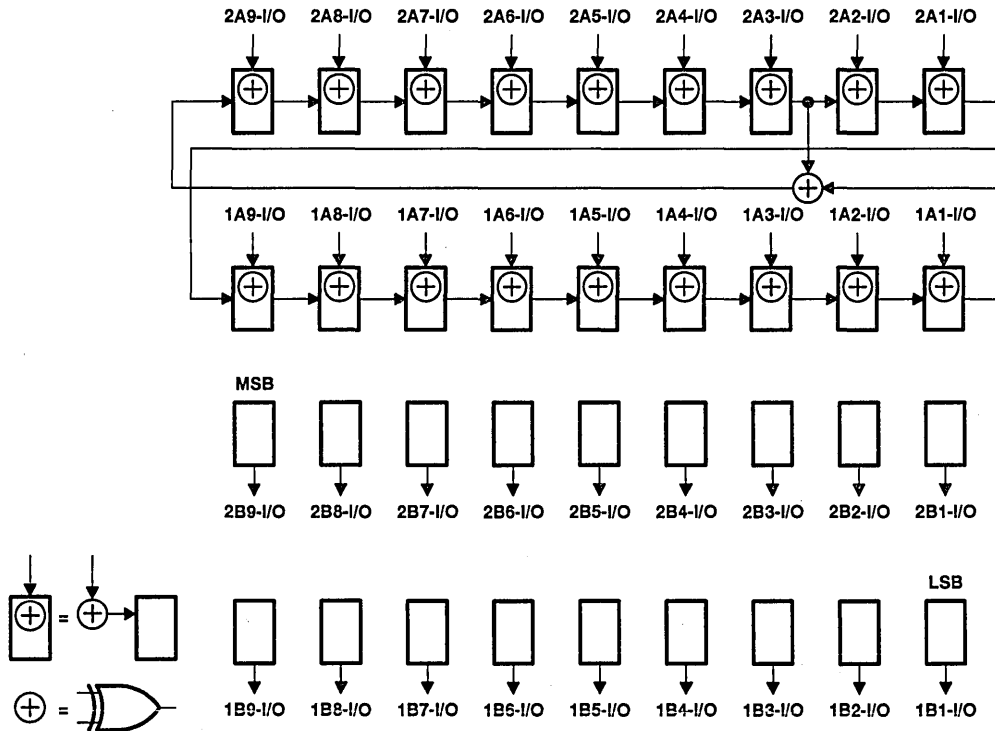 2A9-I/O 2A8-I/O 2A7-I/O 2A6-I/O 2A5-I/O 2A4-I/O 2A3-I/O 2A2-I/O 2A1-I/O
1A9-I/O 1A8-I/O 1A7-I/O 1A6-I/O 1A5-I/O 1A4-I/O 1A3-I/O 1A2-I/O 1A1-I/O
MSB
2B9-I/O 2B8-I/O 2B7-I/O 2B6-I/O 2B5-I/O 2B4-I/O 2B3-I/O 2B2-I/O 2B1-I/O
LSB
=
1B9-I/O 1B8-I/O 1B7-I/O 1B6-I/O 1B5-I/O 1B4-I/O 1B3-I/O 1B2-I/O 1B1-I/O
=